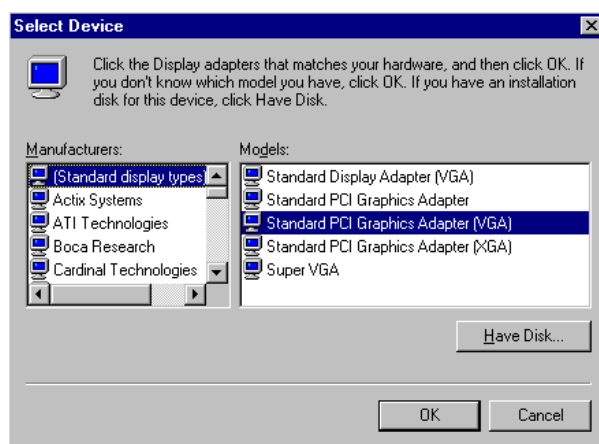 Select Device
Click the Display adapters that matches your hardware, and then click OK. If
you don't know which model you have, click OK. If you have an installation
disk for this device, click Have Disk.
Manufacturers:
(Standard display types)
Actix Systems
ATI Technologies
Boca Research
Cardinal Technologies
Models:
Standard Display Adapter (VGA)
Standard PCI Graphics Adapter
Standard PCI Graphics Adapter (VGA)
Standard PCI Graphics Adapter (XGA)
Super VGA
Have Disk...
OK
Cancel